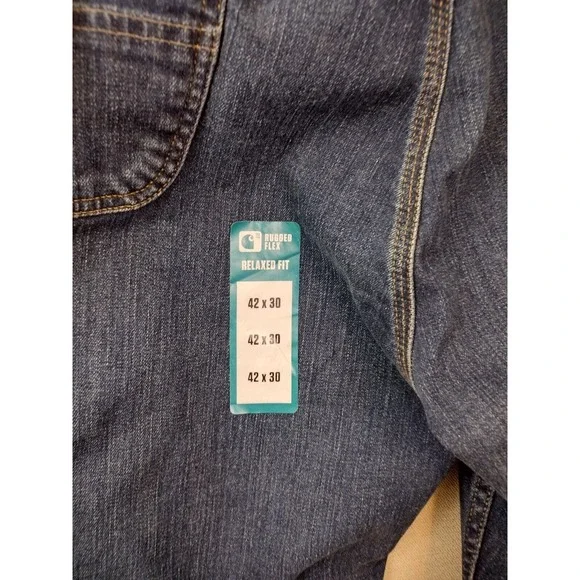 RUGGED
FLEX
RELAXED FIT
42 x 30
42 x 30
42 x 30